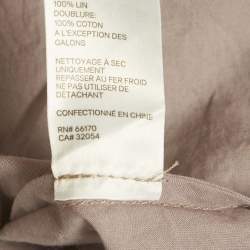 100% LIN
DOUBLURE:
100% COTON
A L'EXCEPTION DES
GALONS
NETTOYAGE À SEC
UNIQUEMENT
REPASSER AU FER FROID
NE PAS UTILISER DE
DÉTACHANT
CONFECTIONNÉ EN CHINE
RN# 66170
CA# 32054